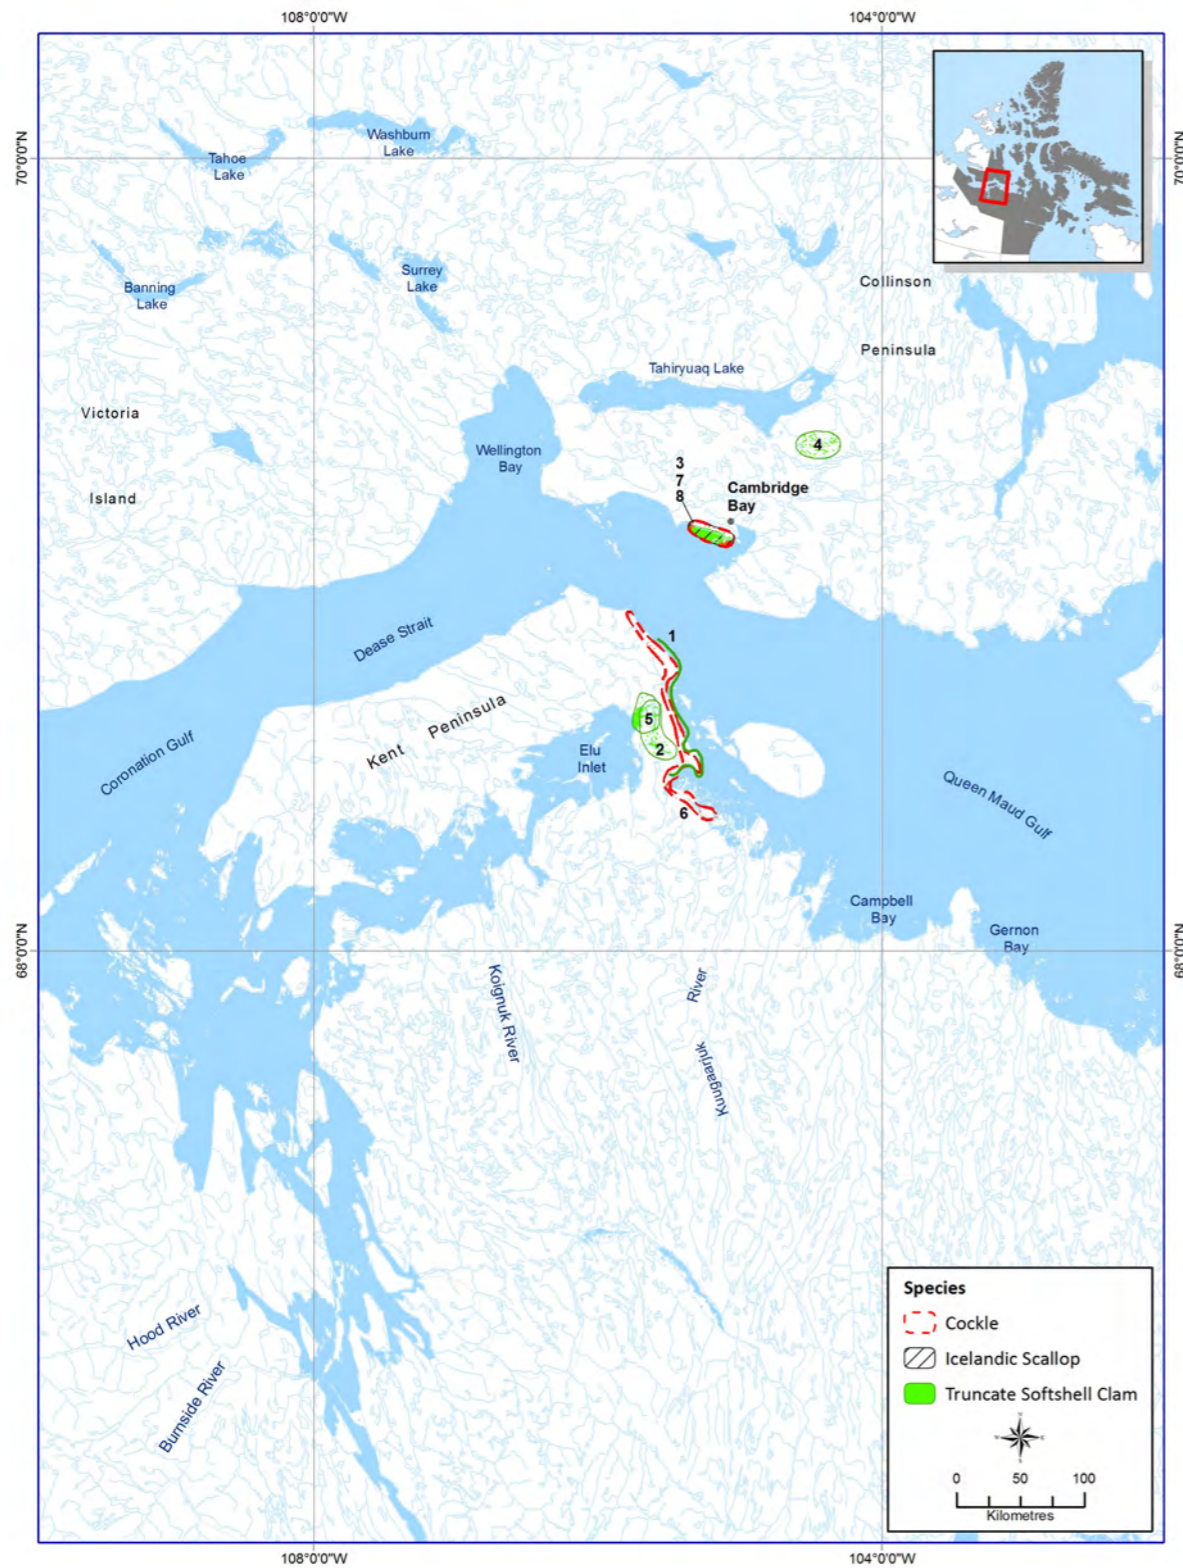 108°0'0"W
104°0'0"W
70°0'0"N
70°0'0"N
Washburn
Lake
Tahoe
Lake
Surrey
Lake
Banning
Lake
Collinson
Peninsula
Tahiryuaq Lake
Victoria
Island
Wellington
Bay
4
3
7
8
Cambridge
Bay
Dease Strait
1
Kent Peninsula
5
2
Elu
Inlet
6
Coronation Gulf
Queen Maud Gulf
Campbell
Bay
Gernon
Bay
68°0'0"N
68°0'0"N
Koignuk River
River
Kuugaarjuk
Hood River
Burnside River
Species
Cockle
Icelandic Scallop
Truncate Softshell Clam
0 50 100
Kilometres
108°0'0"W
104°0'0"W